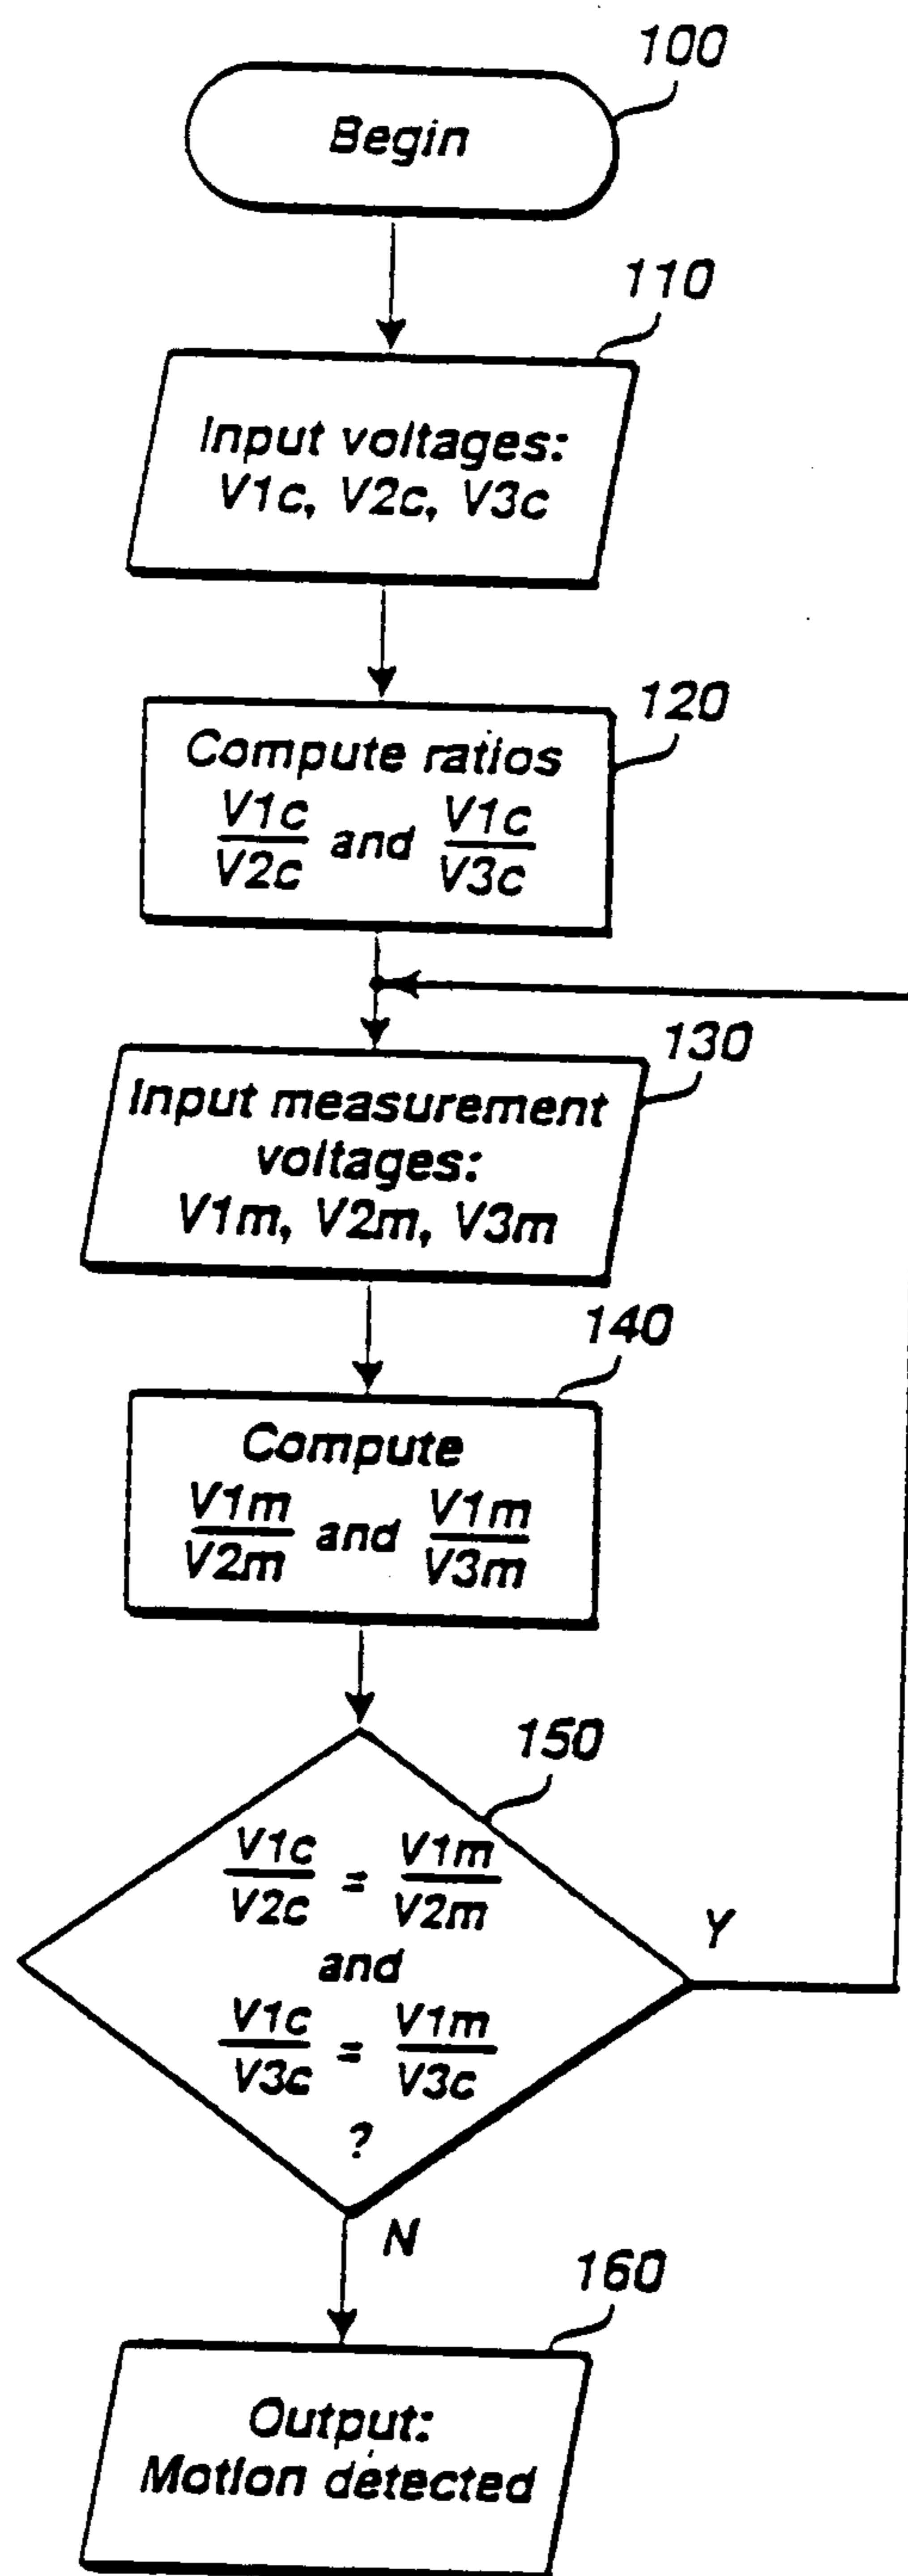 100
Begin
110
Input voltages:
V1c, V2c, V3c
120
Compute ratios
V1c/V2c and V1c/V3c
130
Input measurement
voltages:
V1m, V2m, V3m
140
Compute
V1m/V2m and V1m/V3m
150
V1c/V2c = V1m/V2m
and
V1c/V3c = V1m/V3c
?
Y
N
160
Output:
Motion detected